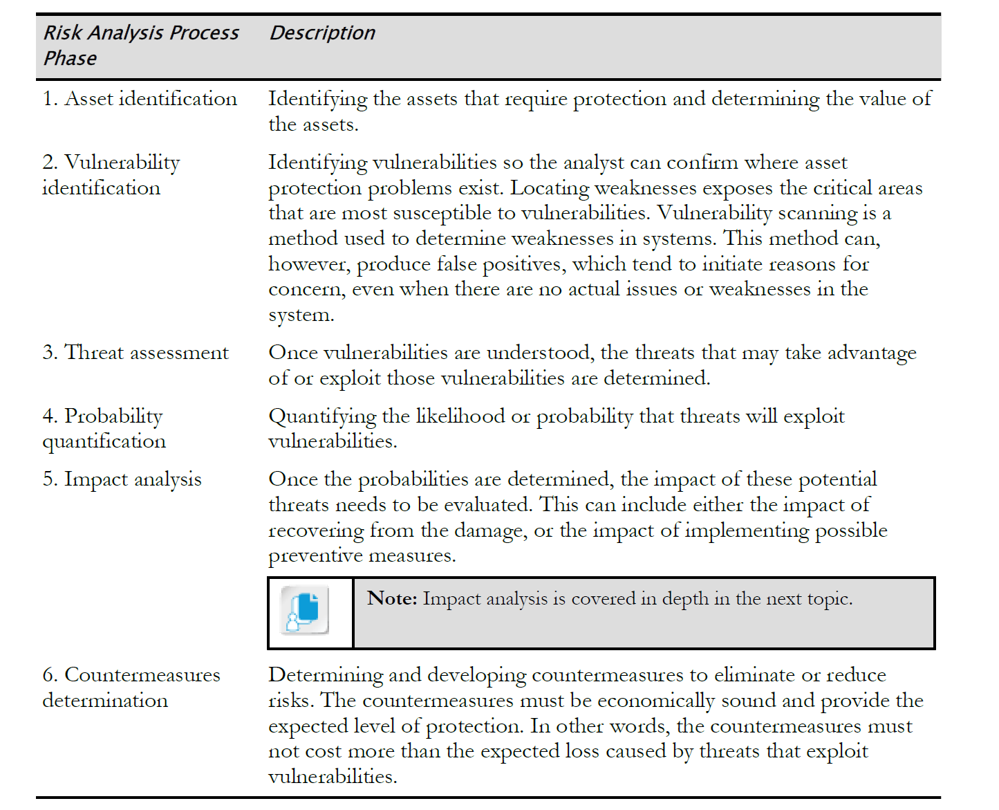 Risk Analysis Process Phase
Description
1. Asset identification
Identifying the assets that require protection and determining the value of
the assets.
2. Vulnerability
identification
Identifying vulnerabilities so the analyst can confirm where asset
protection problems exist. Locating weaknesses exposes the critical areas
that are most susceptible to vulnerabilities. Vulnerability scanning is a
method used to determine weaknesses in systems. This method can,
however, produce false positives, which tend to initiate reasons for
concern, even when there are no actual issues or weaknesses in the
system.
3. Threat assessment
Once vulnerabilities are understood, the threats that may take advantage
of or exploit those vulnerabilities are determined.
4. Probability
quantification
Quantifying the likelihood or probability that threats will exploit
vulnerabilities.
5. Impact analysis
Once the probabilities are determined, the impact of these potential
threats needs to be evaluated. This can include either the impact of
recovering from the damage, or the impact of implementing possible
preventive measures.
Note: Impact analysis is covered in depth in the next topic.
6. Countermeasures
determination
Determining and developing countermeasures to eliminate or reduce
risks. The countermeasures must be economically sound and provide the
expected level of protection. In other words, the countermeasures must
not cost more than the expected loss caused by threats that exploit
vulnerabilities.